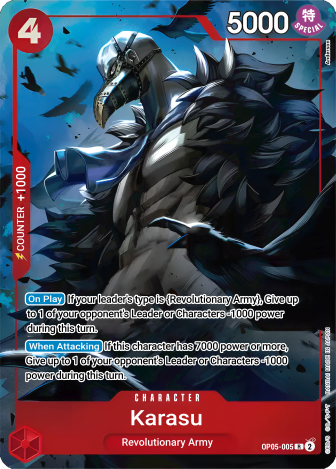 4
5000
特
SPECIAL
COUNTER +1000
On Play If your leader's type is {Revolutionary Army}, Give up
to 1 of your opponent's Leader or Characters -1000 power
during this turn.
When Attacking If this character has 7000 power or more,
Give up to 1 of your opponent's Leader or Characters -1000
power during this turn.
CHARACTER
Karasu
Revolutionary Army
OP05-005 R 2